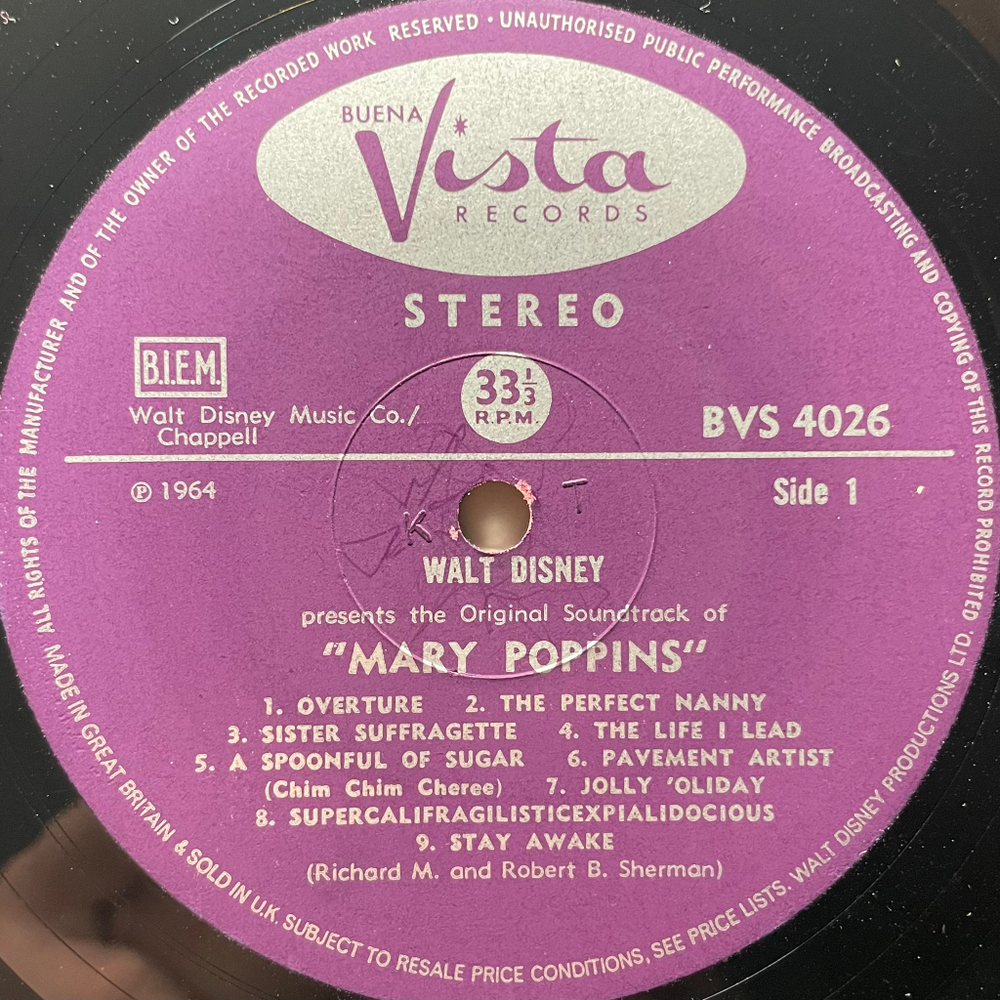 ALL RIGHTS OF THE MANUFACTURER AND OF THE OWNER OF THE RECORDED WORK RESERVED · UNAUTHORISED PUBLIC PERFORMANCE BROADCASTING AND COPYING OF THIS RECORD PROHIBITED
BUENA
Vista
RECORDS
STEREO
B.I.E.M.
33 1/3
R.P.M.
Walt Disney Music Co./
Chappell
BVS 4026
℗ 1964
Side 1
K T
WALT DISNEY
presents the Original Soundtrack of
"MARY POPPINS"
1. OVERTURE 2. THE PERFECT NANNY
3. SISTER SUFFRAGETTE 4. THE LIFE I LEAD
5. A SPOONFUL OF SUGAR 6. PAVEMENT ARTIST
(Chim Chim Cheree) 7. JOLLY 'OLIDAY
8. SUPERCALIFRAGILISTICEXPIALIDOCIOUS
9. STAY AWAKE
(Richard M. and Robert B. Sherman)
MADE IN GREAT BRITAIN & SOLD IN U.K. SUBJECT TO RESALE PRICE CONDITIONS, SEE PRICE LISTS. WALT DISNEY PRODUCTIONS LTD.